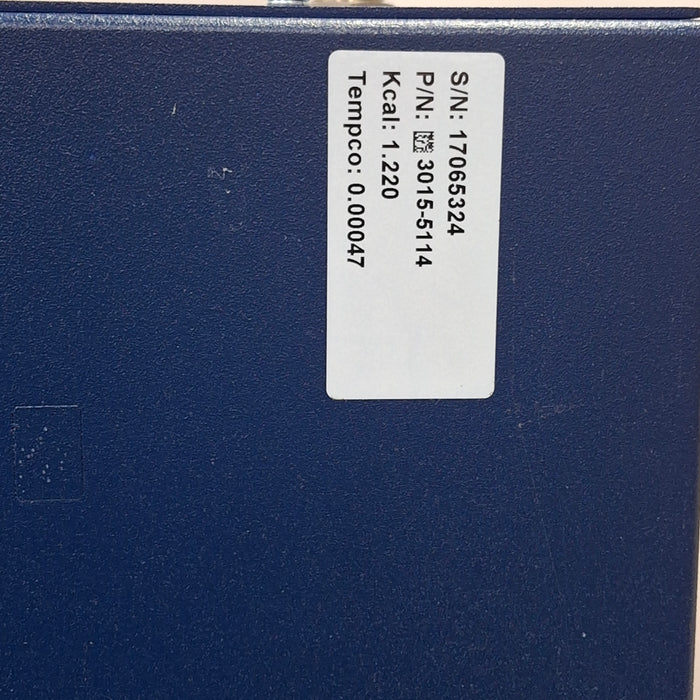 S/N: 17065324
P/N: 3015-5114
Kcal: 1.220
Tempco: 0.00047